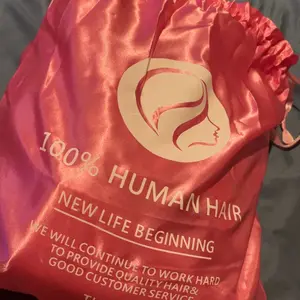 100% HUMAN HAIR
NEW LIFE BEGINNING
WE WILL CONTINUE TO WORK HARD
TO PROVIDE QUALITY HAIR&
GOOD CUSTOMER SERVICE